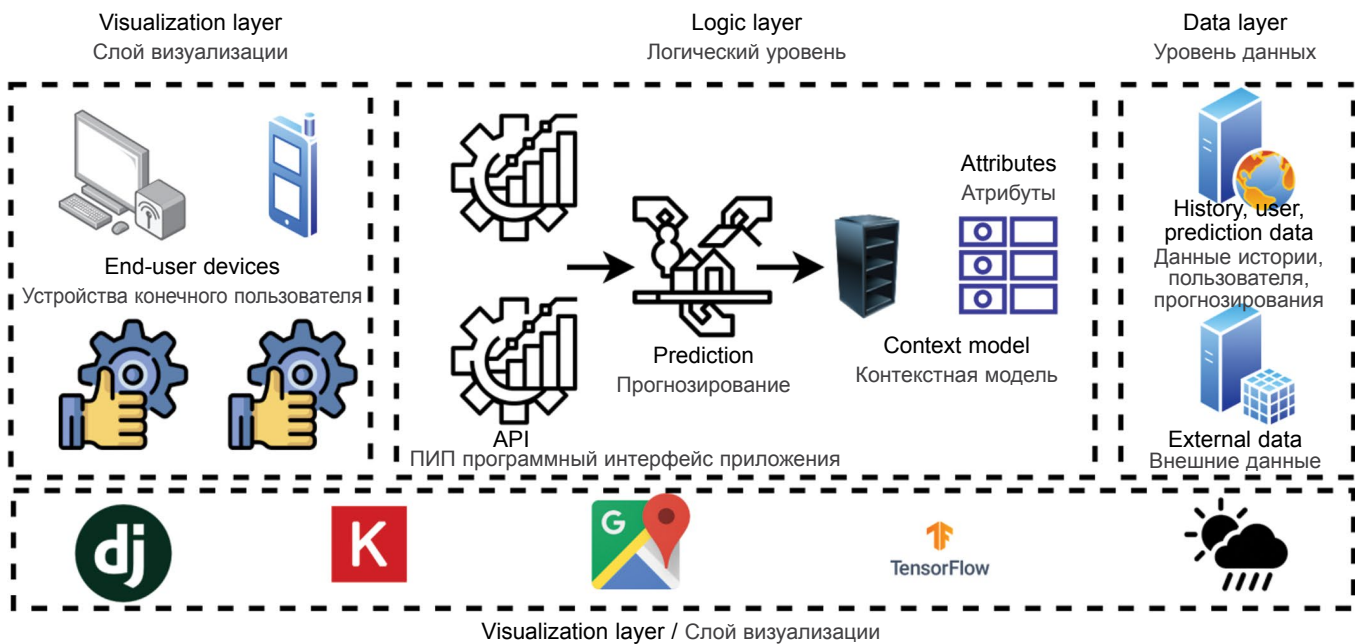 Visualization layer
Слой визуализации
Logic layer
Логический уровень
Data layer
Уровень данных
End-user devices
Устройства конечного пользователя
API
ПИП программный интерфейс приложения
Prediction
Прогнозирование
Attributes
Атрибуты
Context model
Контекстная модель
History, user,
prediction data
Данные истории,
пользователя,
прогнозирования
External data
Внешние данные
dj
K
G
TensorFlow
Visualization layer / Слой визуализации